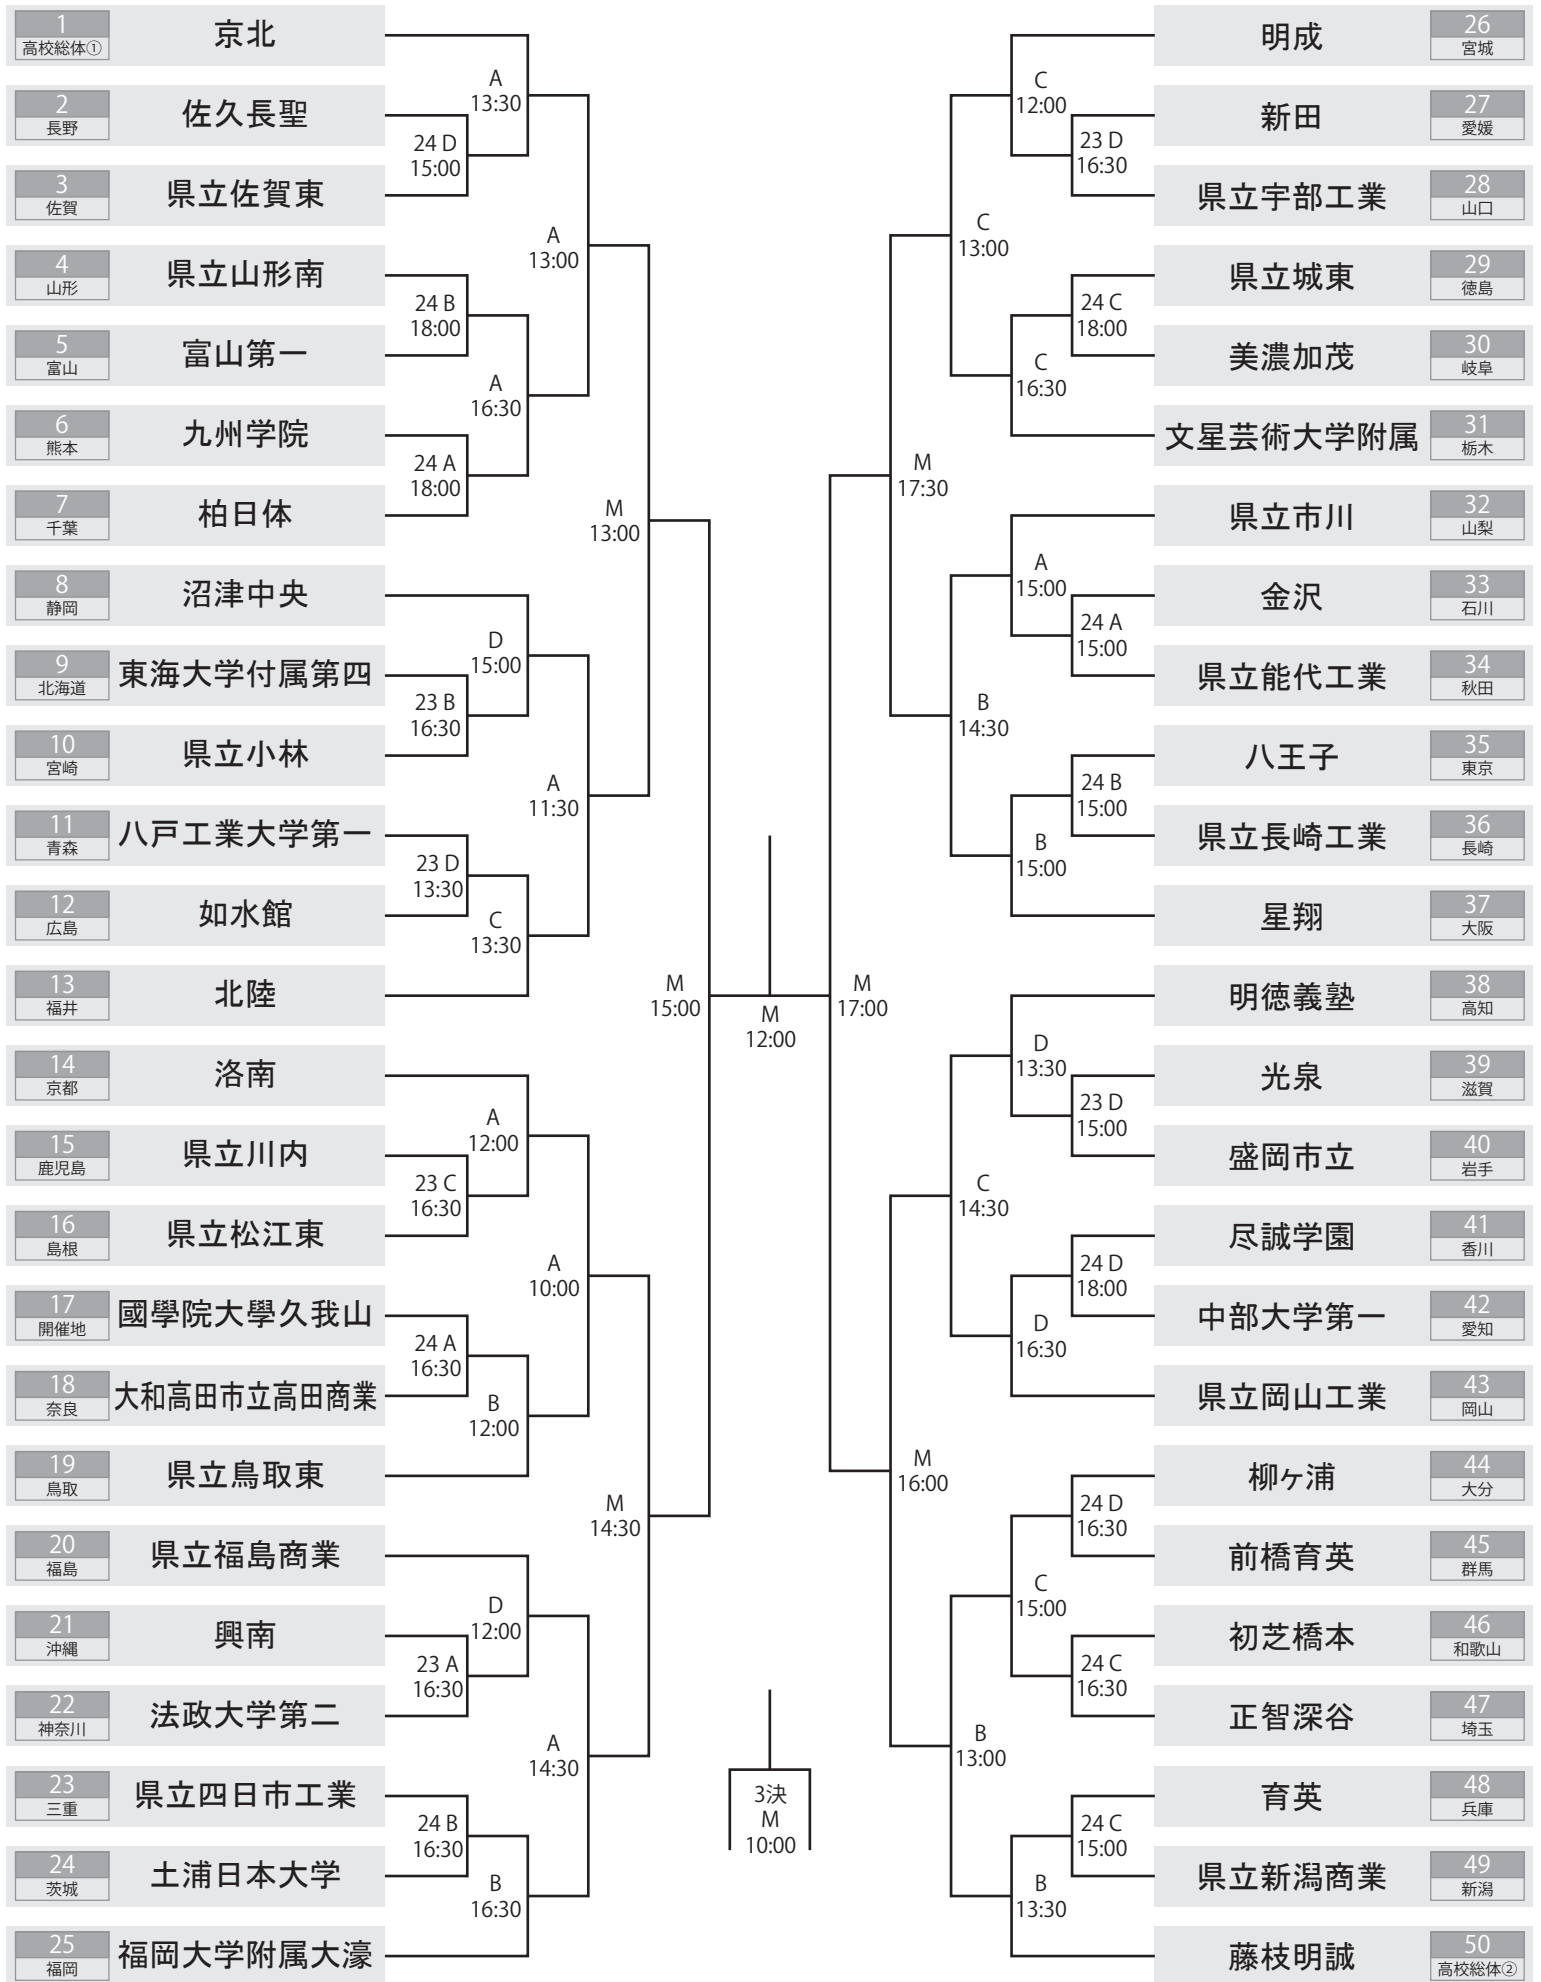 1
高校総体①
京北
2
長野
佐久長聖
3
佐賀
県立佐賀東
4
山形
県立山形南
5
富山
富山第一
6
熊本
九州学院
7
千葉
柏日体
8
静岡
沼津中央
9
北海道
東海大学付属第四
10
宮崎
県立小林
11
青森
八戸工業大学第一
12
広島
如水館
13
福井
北陸
14
京都
洛南
15
鹿児島
県立川内
16
島根
県立松江東
17
開催地
國學院大學久我山
18
奈良
大和高田市立高田商業
19
鳥取
県立鳥取東
20
福島
県立福島商業
21
沖縄
興南
22
神奈川
法政大学第二
23
三重
県立四日市工業
24
茨城
土浦日本大学
25
福岡
福岡大学附属大濠
24 D
15:00
24 B
18:00
24 A
18:00
23 B
16:30
23 D
13:30
23 C
16:30
24 A
16:30
23 A
16:30
24 B
16:30
A
13:30
A
16:30
D
15:00
C
13:30
A
12:00
B
12:00
D
12:00
B
16:30
A
13:00
A
11:30
A
10:00
A
14:30
M
13:00
M
14:30
M
15:00
M
12:00
3決
M
10:00
M
17:00
M
17:30
M
16:00
C
13:00
B
14:30
C
14:30
B
13:00
C
12:00
C
16:30
A
15:00
B
15:00
D
13:30
D
16:30
C
15:00
B
13:30
23 D
16:30
24 C
18:00
24 A
15:00
24 B
15:00
23 D
15:00
24 D
18:00
24 D
16:30
24 C
16:30
24 C
15:00
明成
26
宮城
新田
27
愛媛
県立宇部工業
28
山口
県立城東
29
徳島
美濃加茂
30
岐阜
文星芸術大学附属
31
栃木
県立市川
32
山梨
金沢
33
石川
県立能代工業
34
秋田
八王子
35
東京
県立長崎工業
36
長崎
星翔
37
大阪
明徳義塾
38
高知
光泉
39
滋賀
盛岡市立
40
岩手
尽誠学園
41
香川
中部大学第一
42
愛知
県立岡山工業
43
岡山
柳ヶ浦
44
大分
前橋育英
45
群馬
初芝橋本
46
和歌山
正智深谷
47
埼玉
育英
48
兵庫
県立新潟商業
49
新潟
藤枝明誠
50
高校総体②